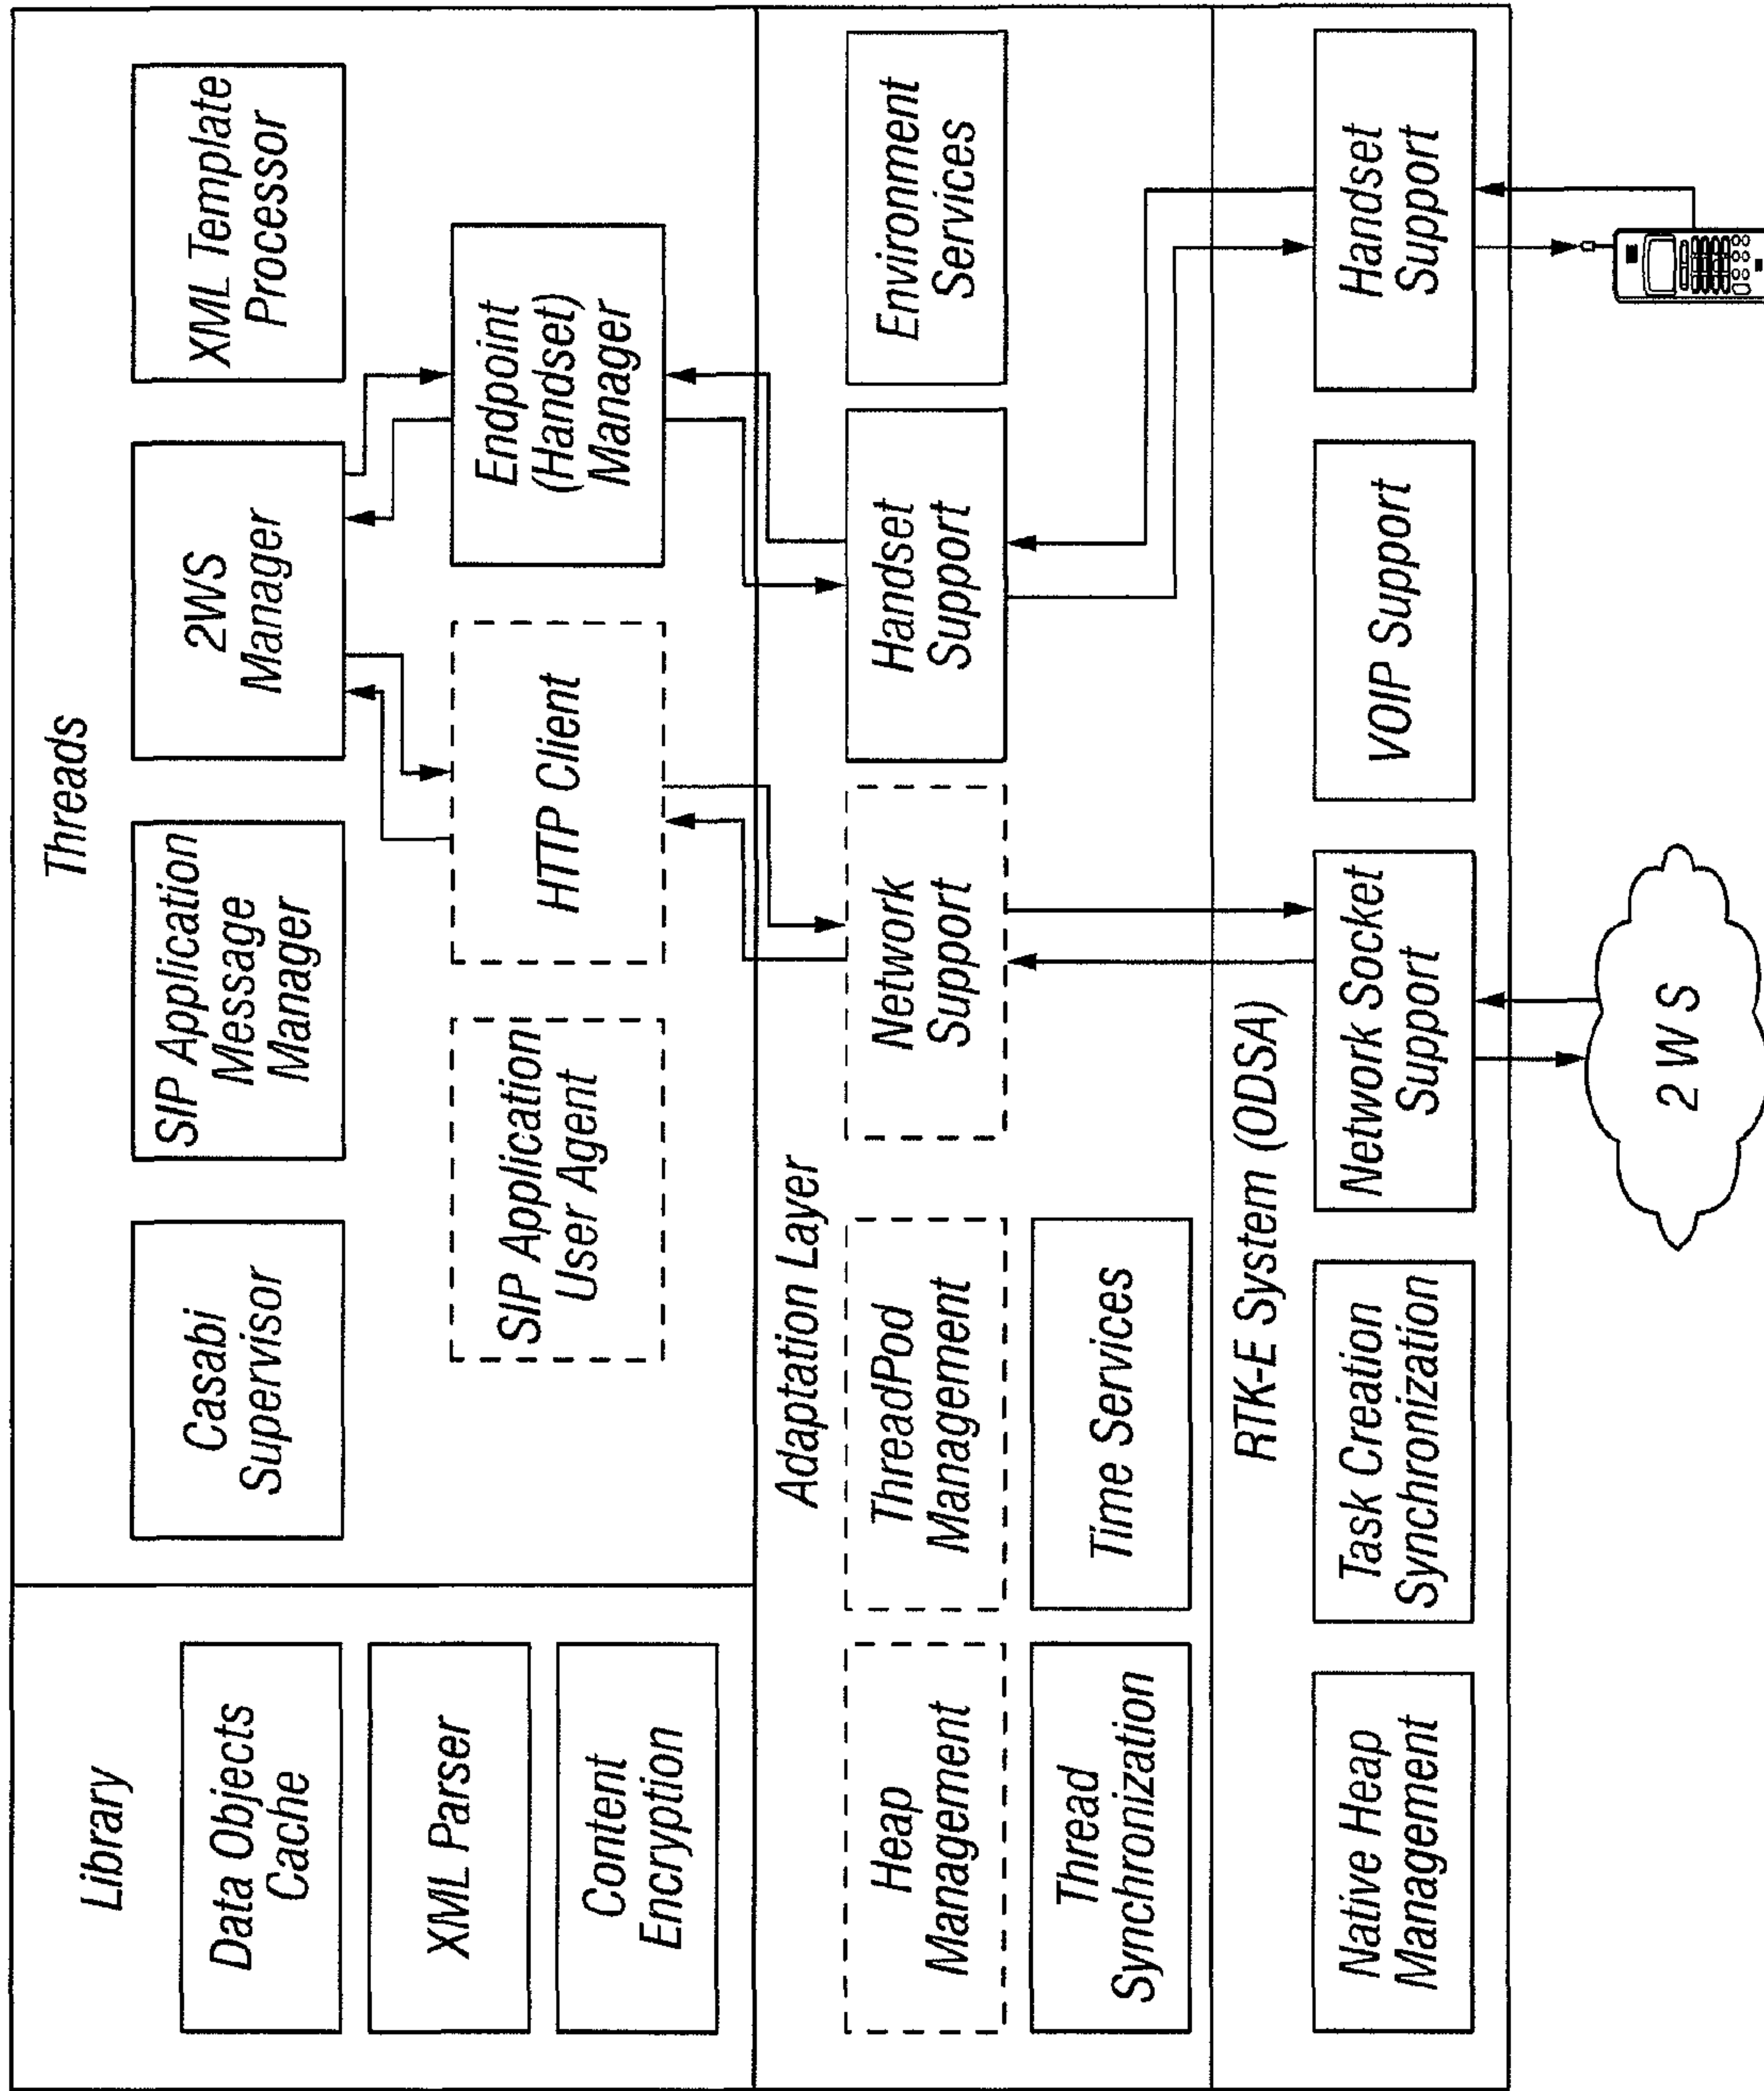 Library
Data Objects
Cache
XML Parser
Content
Encryption
Threads
Casabi
Supervisor
SIP Application
Message
Manager
2WS
Manager
XML Template
Processor
SIP Application
User Agent
HTTP Client
Endpoint
(Handset)
Manager
Adaptation Layer
Heap
Management
ThreadPod
Management
Network
Support
Handset
Support
Environment
Services
Thread
Synchronization
Time Services
RTK-E System (ODSA)
Native Heap
Management
Task Creation
Synchronization
Network Socket
Support
VOIP Support
Handset
Support
2 W S